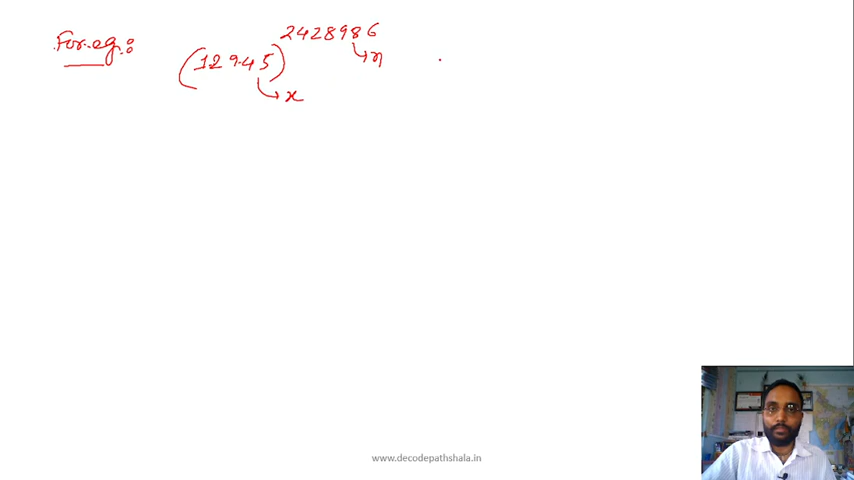 For. eg.:
(12945)^2428986
→ n
→ x
www.decodepathshala.in